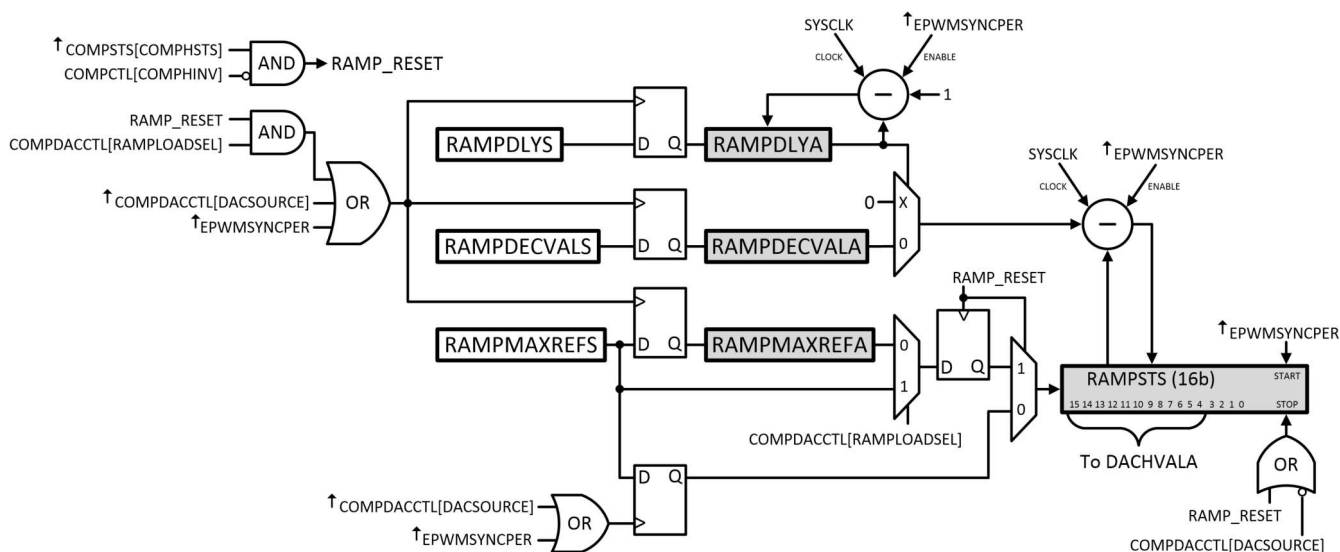 ↑COMPSTS[COMPHSTS]
COMPCTL[COMPHINV]
AND
RAMP_RESET
RAMP_RESET
COMPDACCTL[RAMPLOADSEL]
AND
↑COMPDACCTL[DACSOURCE]
↑EPWMSYNCPER
OR
SYSCLK
↑EPWMSYNCPER
CLOCK
ENABLE
−
1
RAMPDLYS
D
Q
RAMPDLYA
SYSCLK
↑EPWMSYNCPER
CLOCK
ENABLE
−
0
X
0
RAMPDECVALS
D
Q
RAMPDECVALA
RAMP_RESET
RAMPMAXREFS
D
Q
RAMPMAXREFA
0
1
D
Q
1
0
COMPDACCTL[RAMPLOADSEL]
↑EPWMSYNCPER
RAMPSTS (16b)
START
15 14 13 12 11 10 9 8 7 6 5 4 3 2 1 0
STOP
To DACHVALA
OR
RAMP_RESET
COMPDACCTL[DACSOURCE]
D
Q
↑COMPDACCTL[DACSOURCE]
↑EPWMSYNCPER
OR